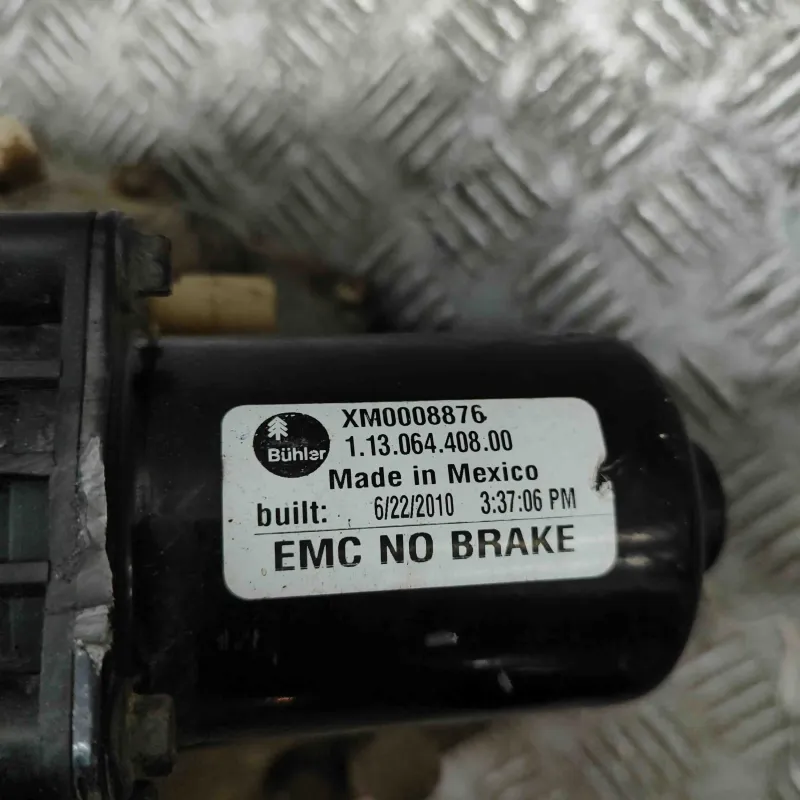 XM0008876
Bühler
1.13.064.408.00
Made in Mexico
built: 6/22/2010 3:37:06 PM
EMC NO BRAKE